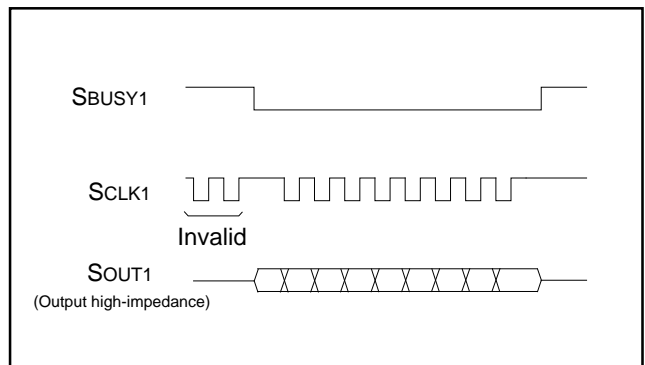 SBUSY1
SCLK1
Invalid
SOUT1
(Output high-impedance)